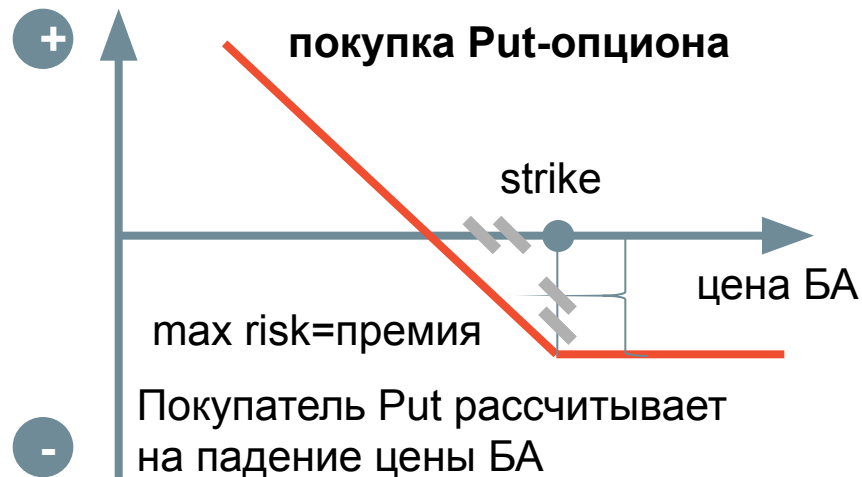 +
покупка Put-опциона
strike
цена БА
max risk=премия
Покупатель Put рассчитывает
на падение цены БА
-